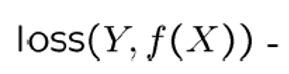 loss(Y, f(X)) -